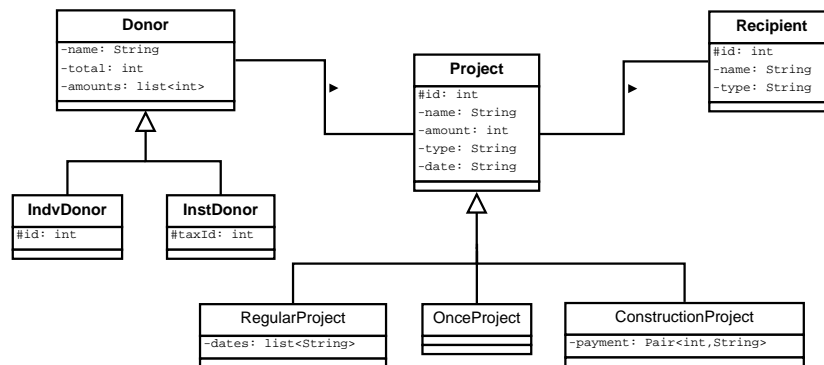 Donor
-name: String
-total: int
-amounts: list<int>
Project
#id: int
-name: String
-amount: int
-type: String
-date: String
Recipient
#id: int
-name: String
-type: String
IndvDonor
#id: int
InstDonor
#taxId: int
RegularProject
-dates: list<String>
OnceProject
ConstructionProject
-payment: Pair<int,String>